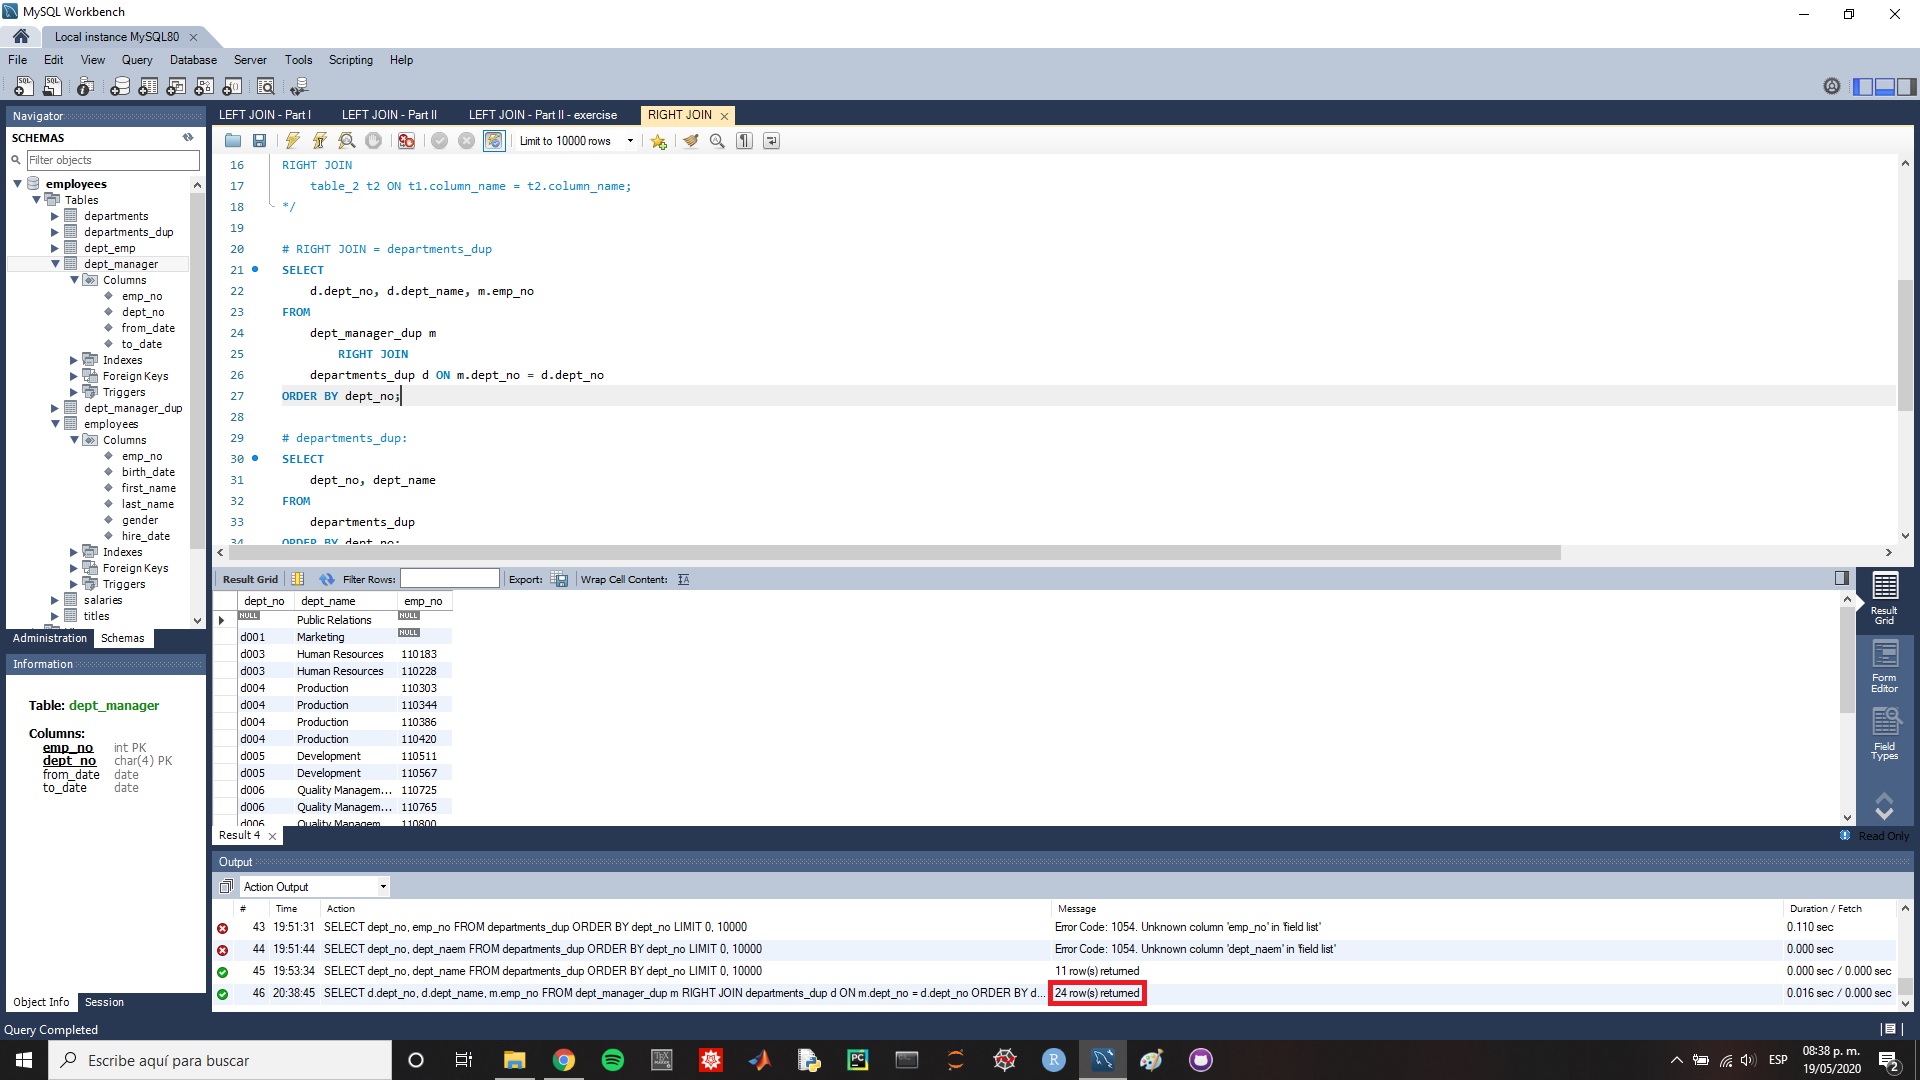 MySQL Workbench
Local instance MySQL80
File Edit View Query Database Server Tools Scripting Help
Navigator
SCHEMAS
Filter objects
employees
Tables
departments
departments_dup
dept_emp
dept_manager
Columns
emp_no
dept_no
from_date
to_date
Indexes
Foreign Keys
Triggers
dept_manager_dup
employees
Columns
emp_no
birth_date
first_name
last_name
gender
hire_date
Indexes
Foreign Keys
Triggers
salaries
titles
Administration Schemas
Information
Table: dept_manager
Columns:
emp_no int PK
dept_no char(4) PK
from_date date
to_date date
Object Info Session
LEFT JOIN - Part I LEFT JOIN - Part II LEFT JOIN - Part II - exercise RIGHT JOIN
Limit to 10000 rows
16 RIGHT JOIN
17 table_2 t2 ON t1.column_name = t2.column_name;
18 */
19
20 # RIGHT JOIN = departments_dup
21 SELECT
22 d.dept_no, d.dept_name, m.emp_no
23 FROM
24 dept_manager_dup m
25 RIGHT JOIN
26 departments_dup d ON m.dept_no = d.dept_no
27 ORDER BY dept_no;
28
29 # departments_dup:
30 SELECT
31 dept_no, dept_name
32 FROM
33 departments_dup
34 ORDER BY dept_no;
Result Grid Filter Rows: Export: Wrap Cell Content:
dept_no dept_name emp_no
NULL Public Relations NULL
d001 Marketing NULL
d003 Human Resources 110183
d003 Human Resources 110228
d004 Production 110303
d004 Production 110344
d004 Production 110386
d004 Production 110420
d005 Development 110511
d005 Development 110567
d006 Quality Managem... 110725
d006 Quality Managem... 110765
d006 Quality Managem... 110800
Result Grid
Form Editor
Field Types
Result 4
Read Only
Output
Action Output
# Time Action Message Duration / Fetch
43 19:51:31 SELECT dept_no, emp_no FROM departments_dup ORDER BY dept_no LIMIT 0, 10000 Error Code: 1054. Unknown column 'emp_no' in 'field list' 0.110 sec
44 19:51:44 SELECT dept_no, dept_naem FROM departments_dup ORDER BY dept_no LIMIT 0, 10000 Error Code: 1054. Unknown column 'dept_naem' in 'field list' 0.000 sec
45 19:53:34 SELECT dept_no, dept_name FROM departments_dup ORDER BY dept_no LIMIT 0, 10000 11 row(s) returned 0.000 sec / 0.000 sec
46 20:38:45 SELECT d.dept_no, d.dept_name, m.emp_no FROM dept_manager_dup m RIGHT JOIN departments_dup d ON m.dept_no = d.dept_no ORDER BY d... 24 row(s) returned 0.016 sec / 0.000 sec
Query Completed
Escribe aquí para buscar
ESP
08:38 p. m.
19/05/2020
2